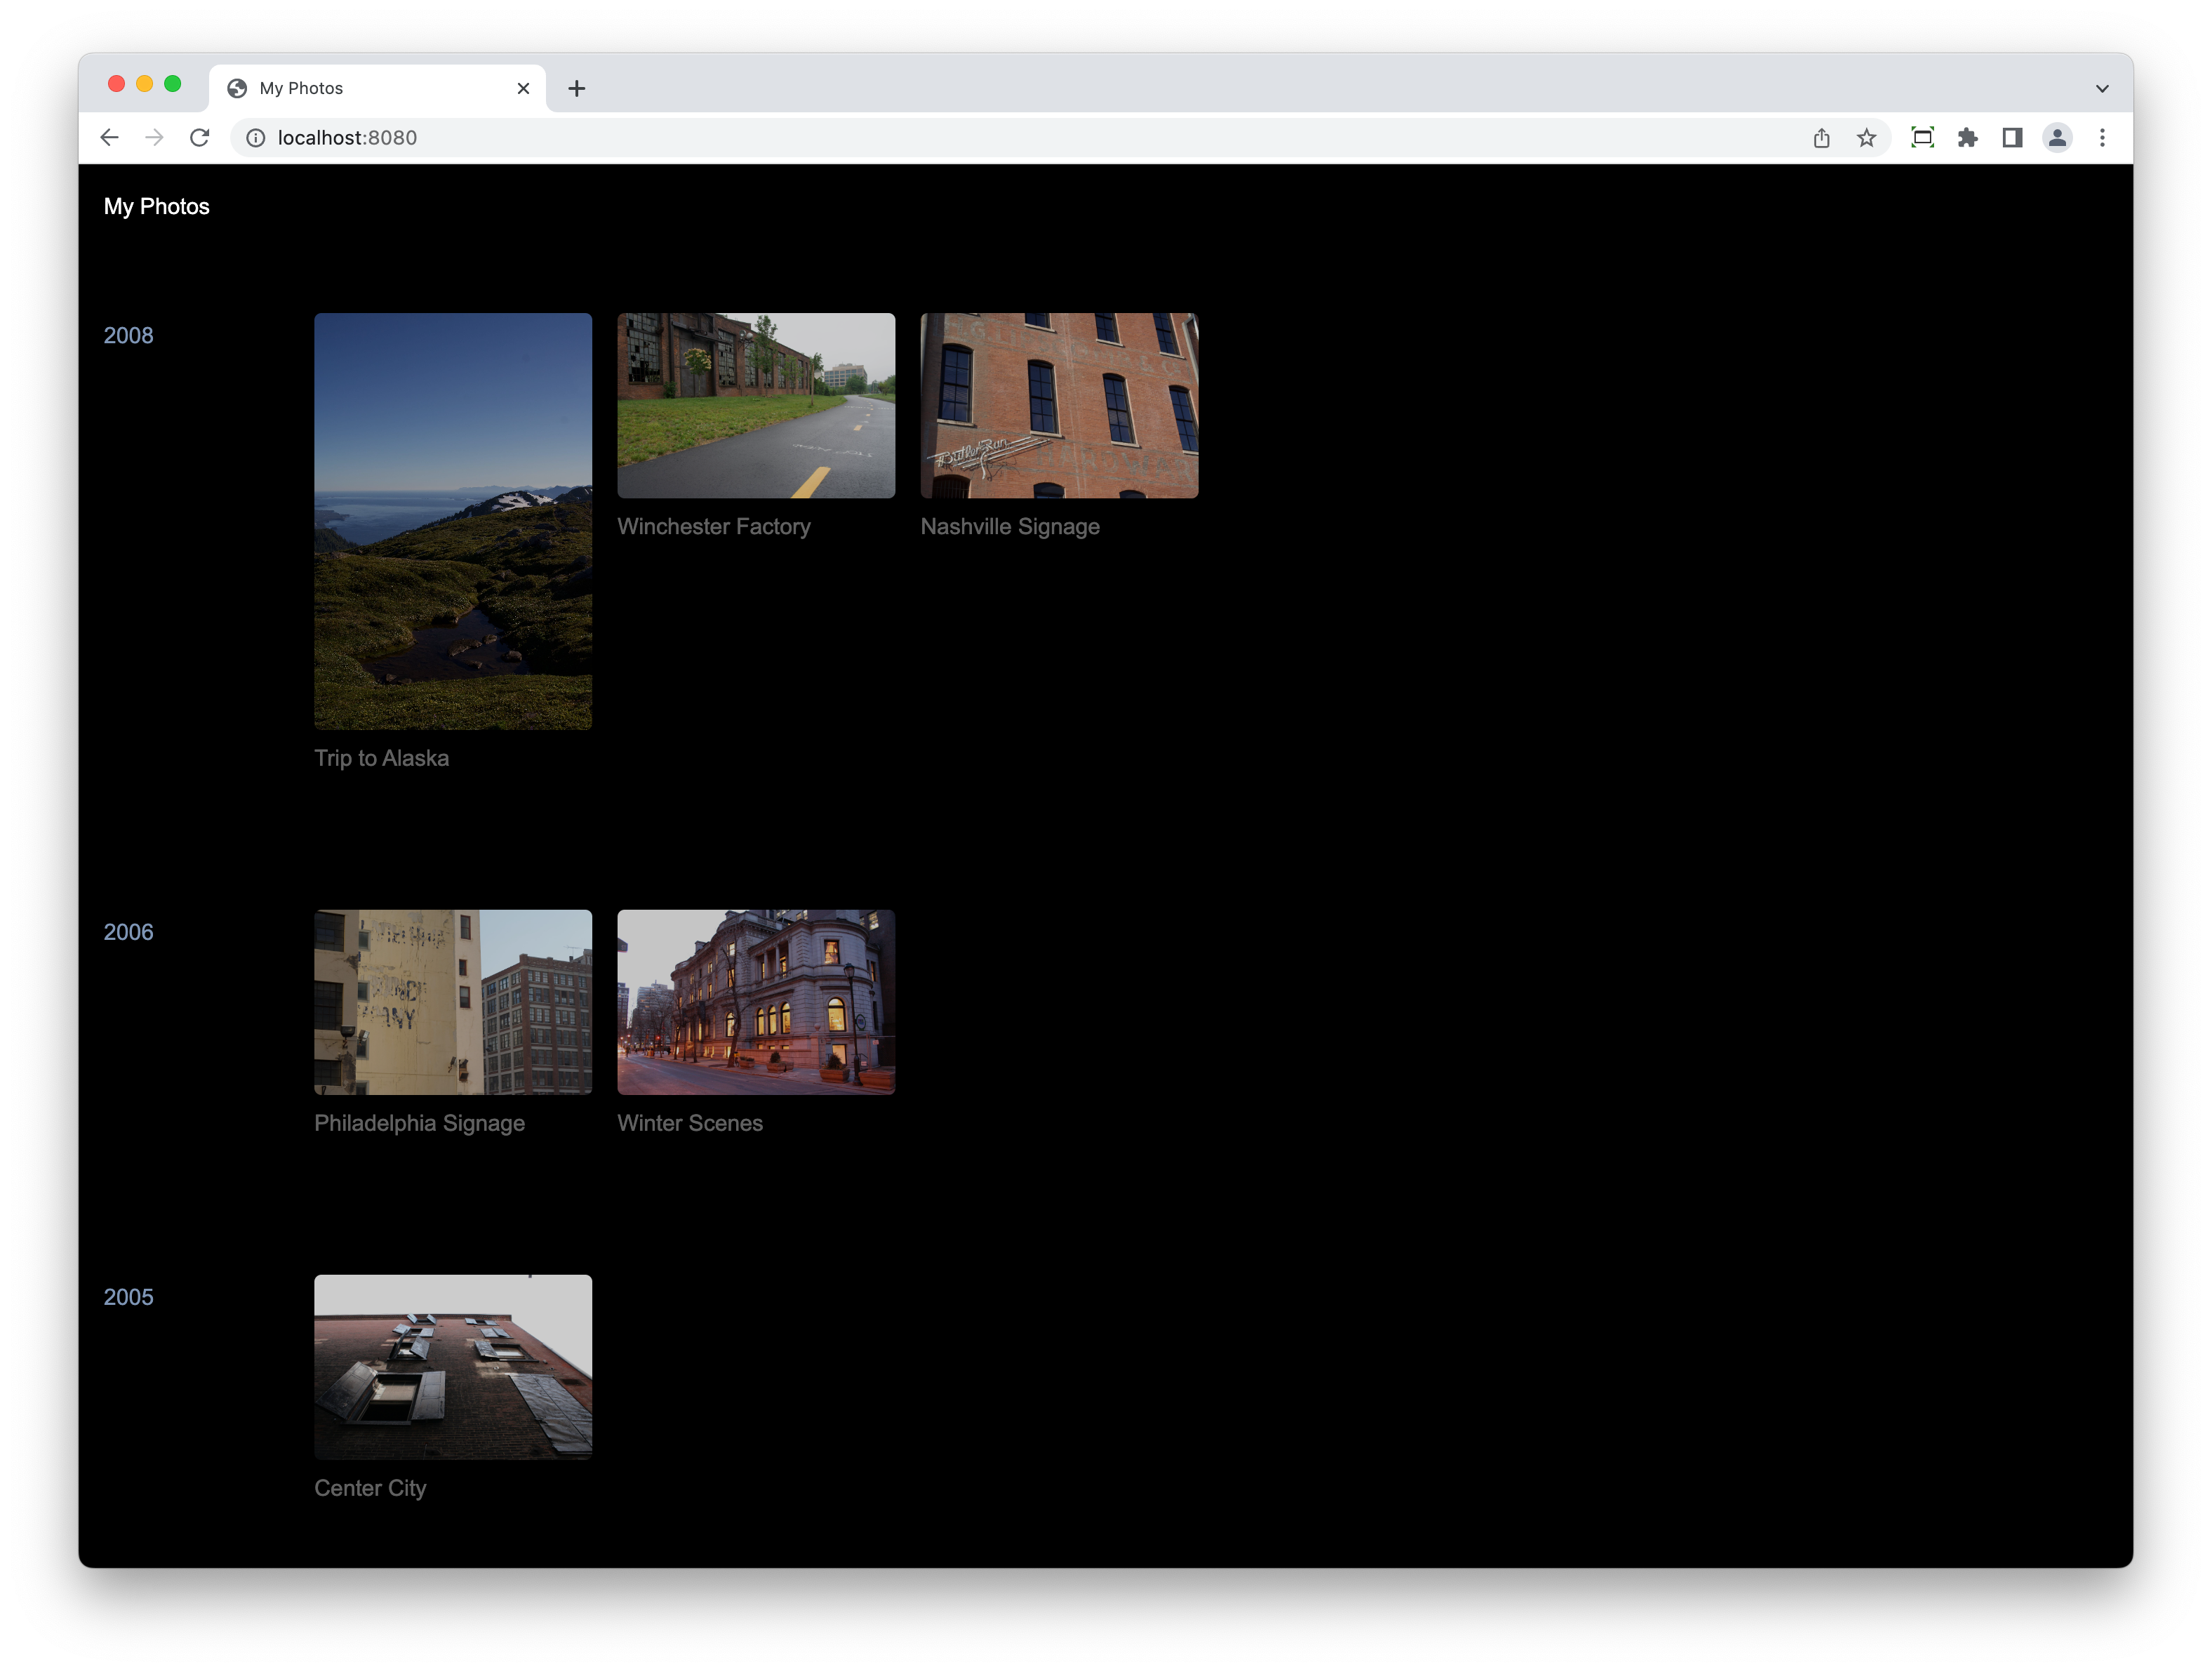 My Photos
localhost:8080
My Photos
2008
Winchester Factory
Nashville Signage
Trip to Alaska
2006
Philadelphia Signage
Winter Scenes
2005
Center City